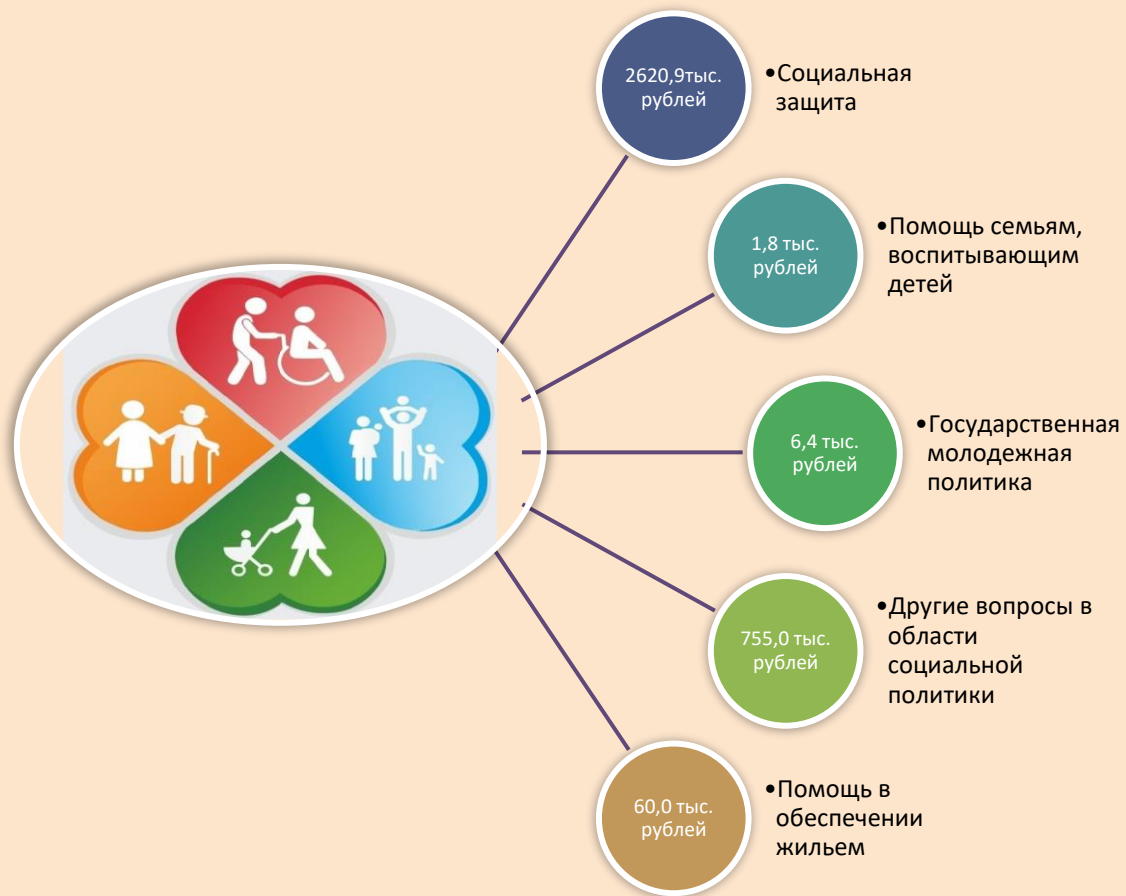 2620,9тыс.
рублей
•Социальная
защита
1,8 тыс.
рублей
•Помощь семьям,
воспитывающим
детей
6,4 тыс.
рублей
•Государственная
молодежная
политика
755,0 тыс.
рублей
•Другие вопросы в
области
социальной
политики
60,0 тыс.
рублей
•Помощь в
обеспечении
жильем